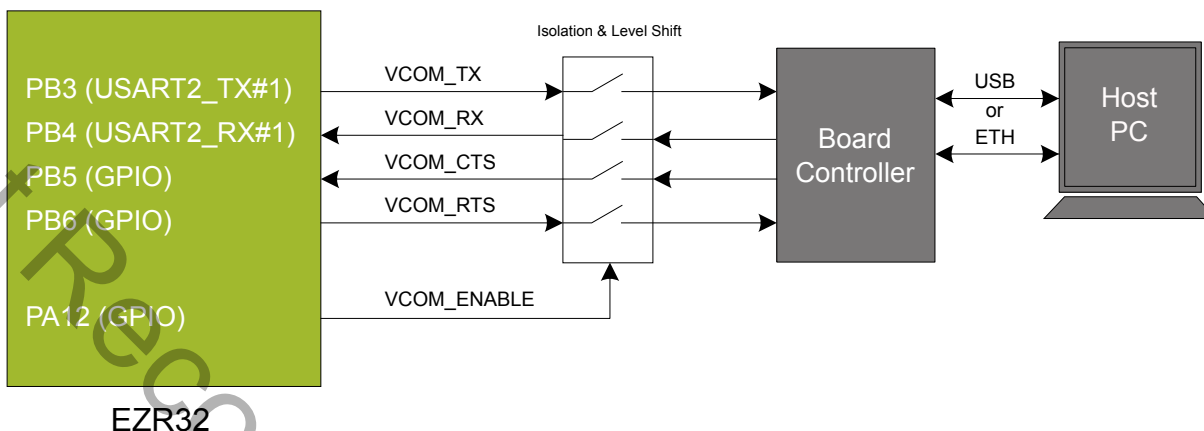 Isolation & Level Shift
PB3 (USART2_TX#1)
VCOM_TX
PB4 (USART2_RX#1)
VCOM_RX
PB5 (GPIO)
VCOM_CTS
PB6 (GPIO)
VCOM_RTS
PA12 (GPIO)
VCOM_ENABLE
EZR32
Board
Controller
USB
or
ETH
Host
PC
t Rec